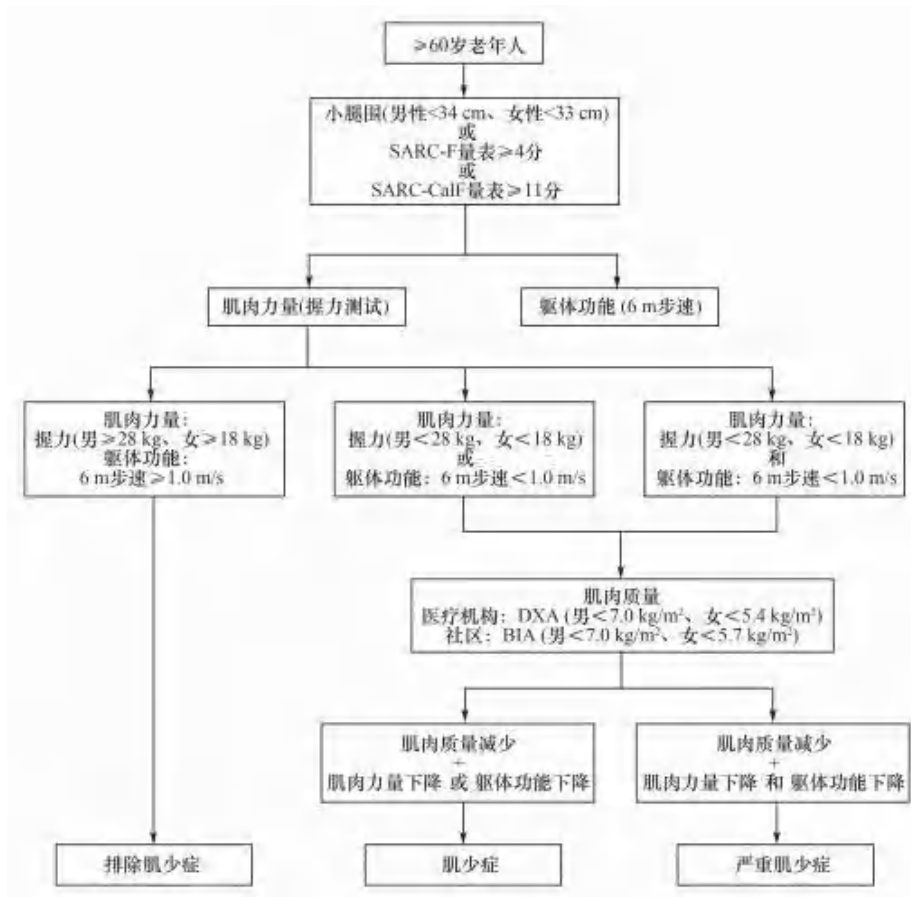 ≥60岁老年人
小腿围(男性<34 cm、女性<33 cm)
或
SARC-F量表≥4分
或
SARC-CalF量表≥11分
肌肉力量(握力测试)
躯体功能 (6 m步速)
肌肉力量:
握力(男≥28 kg、女≥18 kg)
躯体功能:
6 m步速≥1.0 m/s
肌肉力量:
握力(男<28 kg、女<18 kg)
或
躯体功能: 6 m步速<1.0 m/s
肌肉力量:
握力(男<28 kg、女<18 kg)
和
躯体功能: 6 m步速<1.0 m/s
肌肉质量
医疗机构: DXA (男<7.0 kg/m²、女<5.4 kg/m²)
社区: BIA (男<7.0 kg/m²、女<5.7 kg/m²)
肌肉质量减少
+
肌肉力量下降 或 躯体功能下降
肌肉质量减少
+
肌肉力量下降 和 躯体功能下降
排除肌少症
肌少症
严重肌少症